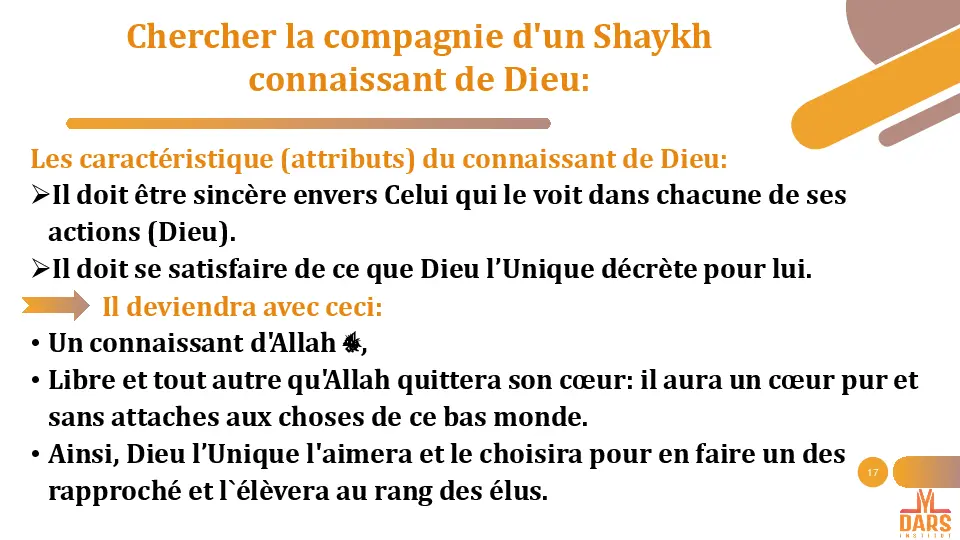 Chercher la compagnie d'un Shaykh
connaissant de Dieu:
Les caractéristique (attributs) du connaissant de Dieu:
➢Il doit être sincère envers Celui qui le voit dans chacune de ses
actions (Dieu).
➢Il doit se satisfaire de ce que Dieu l’Unique décrète pour lui.
Il deviendra avec ceci:
• Un connaissant d'Allah ,
• Libre et tout autre qu'Allah quittera son cœur: il aura un cœur pur et
sans attaches aux choses de ce bas monde.
• Ainsi, Dieu l’Unique l'aimera et le choisira pour en faire un des
rapproché et l`élèvera au rang des élus.
17
DARS
INSTITUT